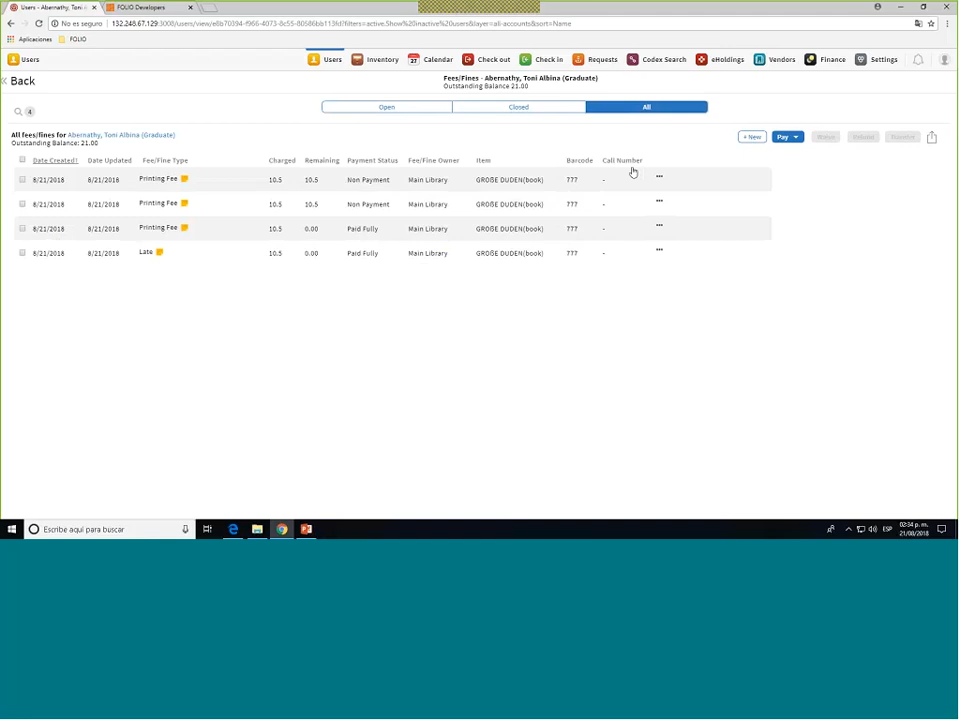 Users - Abernathy, Toni A
FOLIO Developers
No es seguro 132.248.67.129:3008/users/view/e8b70394-f966-4073-8c55-80586bb113fd?filters=active.Show%20inactive%20users&layer=all-accounts&sort=Name
Aplicaciones FOLIO
Users Users Inventory 27 Calendar Check out Check in Requests Codex Search eHoldings Vendors Finance Settings
Back
Fees/Fines - Abernathy, Toni Albina (Graduate)
Outstanding Balance 21.00
4 Open Closed All
All fees/fines for Abernathy, Toni Albina (Graduate)
Outstanding Balance: 21.00
+ New Pay Waive Refund Transfer
Date Created Date Updated Fee/Fine Type Charged Remaining Payment Status Fee/Fine Owner Item Barcode Call Number
8/21/2018 8/21/2018 Printing Fee 10.5 10.5 Non Payment Main Library GROßE DUDEN(book) ??? - •••
8/21/2018 8/21/2018 Printing Fee 10.5 10.5 Non Payment Main Library GROßE DUDEN(book) ??? - •••
8/21/2018 8/21/2018 Printing Fee 10.5 0.00 Paid Fully Main Library GROßE DUDEN(book) ??? - •••
8/21/2018 8/21/2018 Late 10.5 0.00 Paid Fully Main Library GROßE DUDEN(book) ??? - •••
Escribe aquí para buscar
ESP
02:34 p. m.
21/08/2018